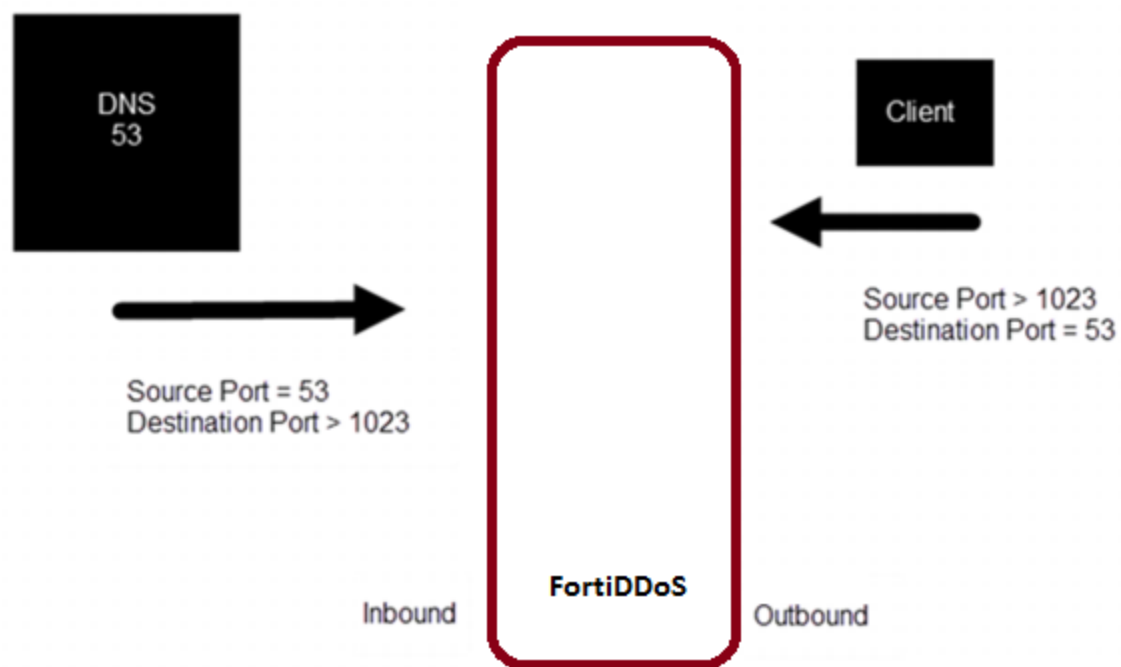 DNS
53
Client
Source Port > 1023
Destination Port = 53
Source Port = 53
Destination Port > 1023
FortiDDoS
Inbound
Outbound